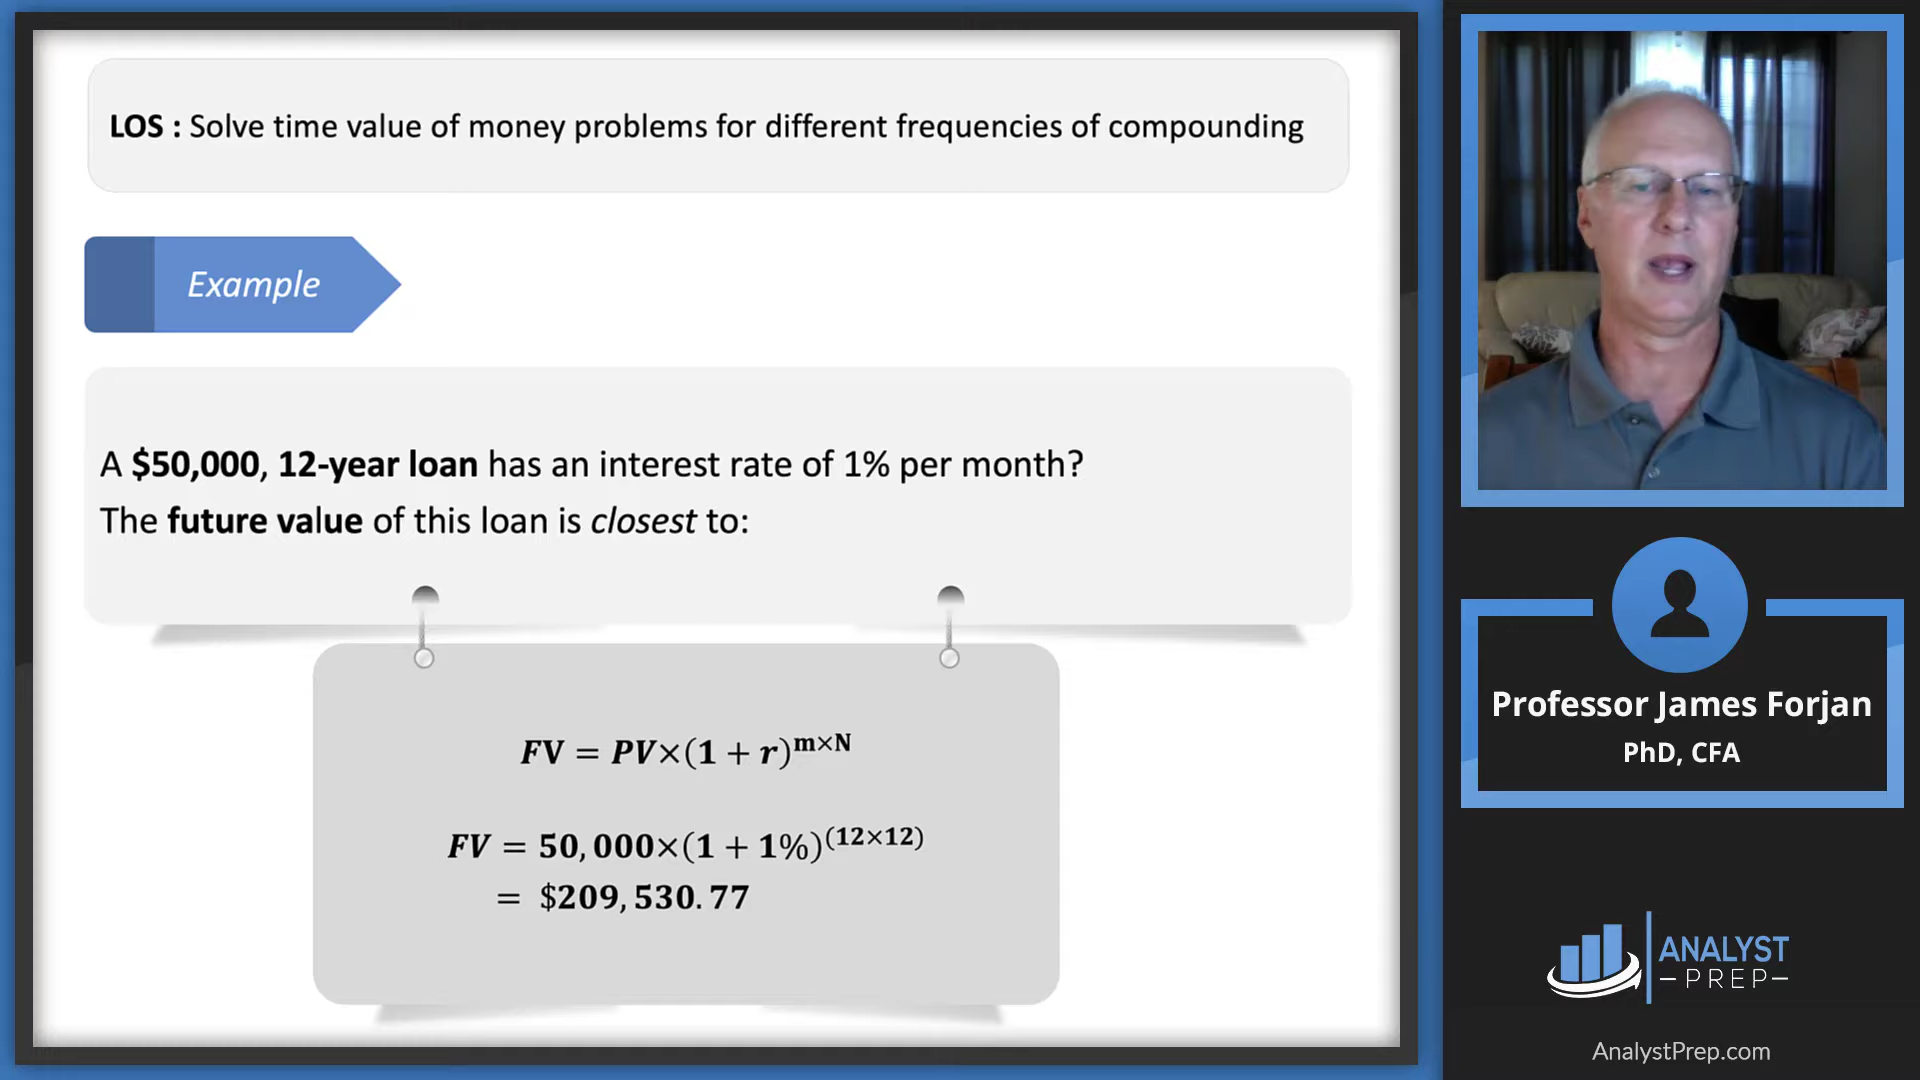 LOS : Solve time value of money problems for different frequencies of compounding
Example
A $50,000, 12-year loan has an interest rate of 1% per month?
The future value of this loan is closest to:
FV = PV×(1 + r)^m×N
FV = 50,000×(1 + 1%)^(12×12)
= $209,530.77
Professor James Forjan
PhD, CFA
ANALYST
PREP
AnalystPrep.com